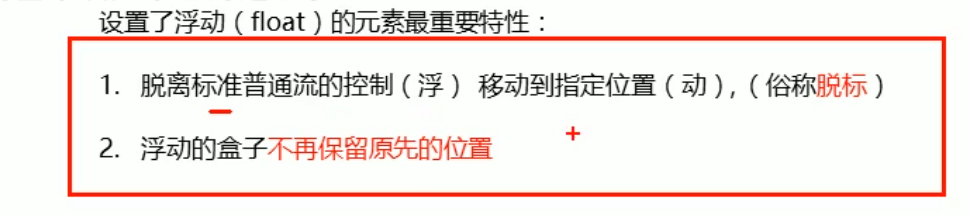 设置了浮动（float）的元素最重要特性：
1. 脱离标准普通流的控制（浮） 移动到指定位置（动），（俗称脱标）
2. 浮动的盒子不再保留原先的位置